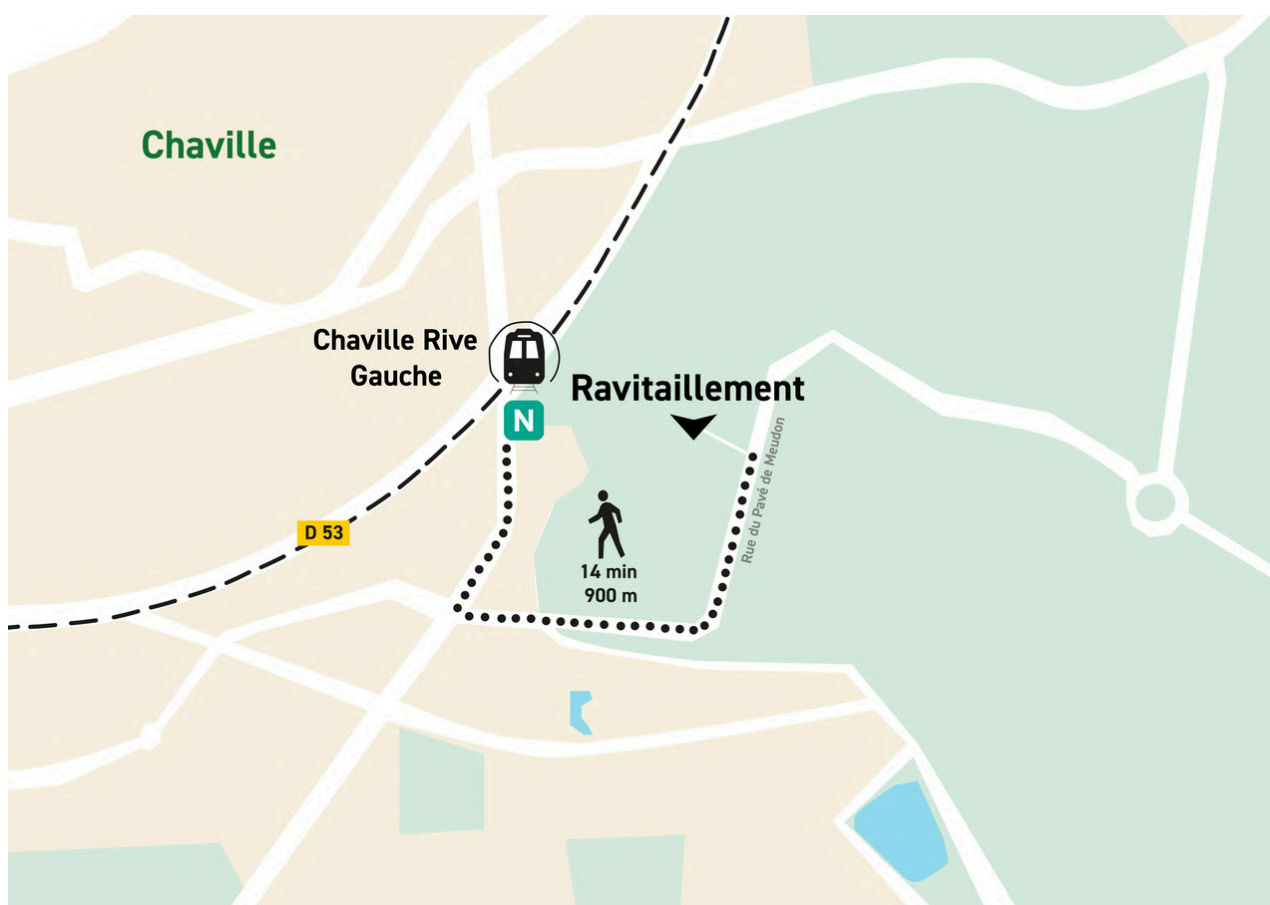 Chaville
Chaville Rive
Gauche
Ravitaillement
N
Rue du Pavé de Meudon
D 53
14 min
900 m